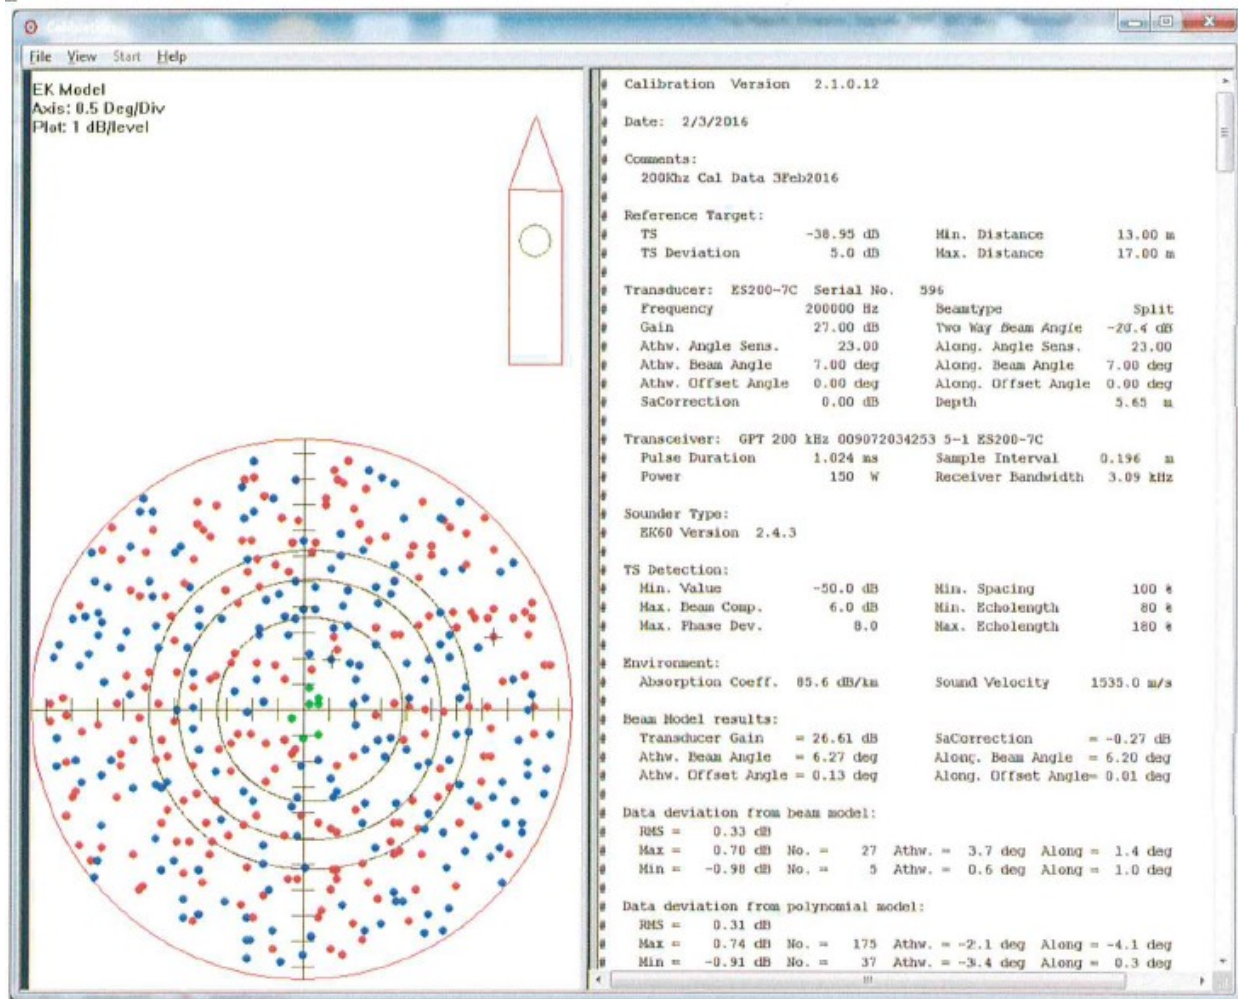 File View Start Help
EK Model
Axis: 0.5 Deg/Div
Plot: 1 dB/level
# Calibration Version 2.1.0.12
#
# Date: 2/3/2016
#
# Comments:
# 200Khz Cal Data 3Feb2016
#
# Reference Target:
# TS -38.95 dB Min. Distance 13.00 m
# TS Deviation 5.0 dB Max. Distance 17.00 m
#
# Transducer: ES200-7C Serial No. 596
# Frequency 200000 Hz Beamtype Split
# Gain 27.00 dB Two Way Beam Angle -20.4 dB
# Athw. Angle Sens. 23.00 Along. Angle Sens. 23.00
# Athw. Beam Angle 7.00 deg Along. Beam Angle 7.00 deg
# Athw. Offset Angle 0.00 deg Along. Offset Angle 0.00 deg
# SaCorrection 0.00 dB Depth 5.65 m
#
# Transceiver: GPT 200 kHz 009072034253 5-1 ES200-7C
# Pulse Duration 1.024 ms Sample Interval 0.196 m
# Power 150 W Receiver Bandwidth 3.09 kHz
#
# Sounder Type:
# EK60 Version 2.4.3
#
# TS Detection:
# Min. Value -50.0 dB Min. Spacing 100 %
# Max. Beam Comp. 6.0 dB Min. Echolength 80 %
# Max. Phase Dev. 8.0 Max. Echolength 180 %
#
# Environment:
# Absorption Coeff. 85.6 dB/km Sound Velocity 1535.0 m/s
#
# Beam Model results:
# Transducer Gain = 26.61 dB SaCorrection = -0.27 dB
# Athw. Beam Angle = 6.27 deg Along. Beam Angle = 6.20 deg
# Athw. Offset Angle = 0.13 deg Along. Offset Angle= 0.01 deg
#
# Data deviation from beam model:
# RMS = 0.33 dB
# Max = 0.70 dB No. = 27 Athw. = 3.7 deg Along = 1.4 deg
# Min = -0.98 dB No. = 5 Athw. = 0.6 deg Along = 1.0 deg
#
# Data deviation from polynomial model:
# RMS = 0.31 dB
# Max = 0.74 dB No. = 175 Athw. = -2.1 deg Along = -4.1 deg
# Min = -0.91 dB No. = 37 Athw. = -3.4 deg Along = 0.3 deg